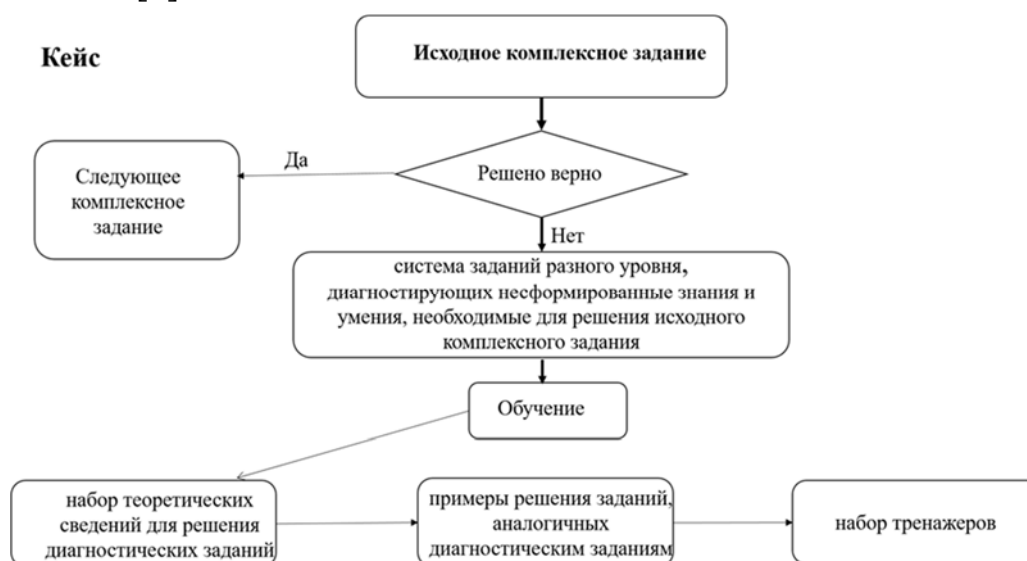 Кейс
Исходное комплексное задание
Решено верно
Да
Следующее
комплексное
задание
Нет
система заданий разного уровня,
диагностирующих несформированные знания и
умения, необходимые для решения исходного
комплексного задания
Обучение
набор теоретических
сведений для решения
диагностических заданий
примеры решения заданий,
аналогичных
диагностическим заданиям
набор тренажеров